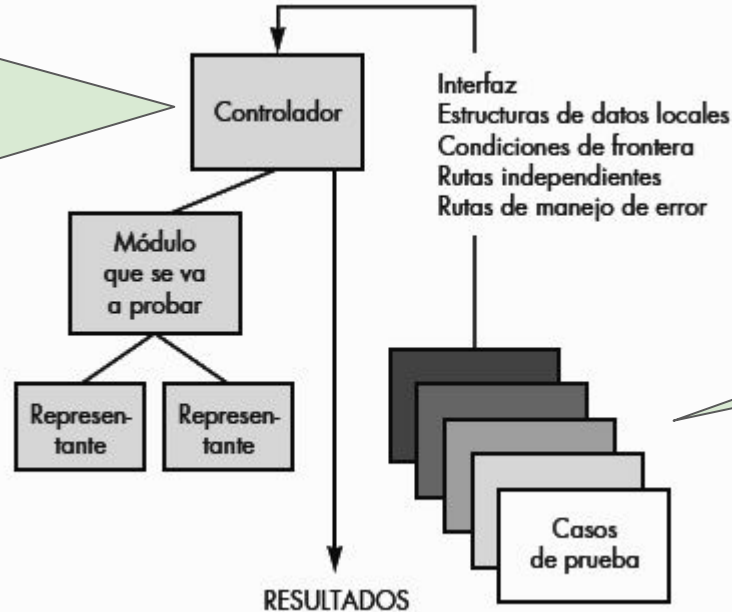 Controlador
Interfaz
Estructuras de datos locales
Condiciones de frontera
Rutas independientes
Rutas de manejo de error
Módulo
que se va
a probar
Represen-
tante
Represen-
tante
Casos
de prueba
RESULTADOS